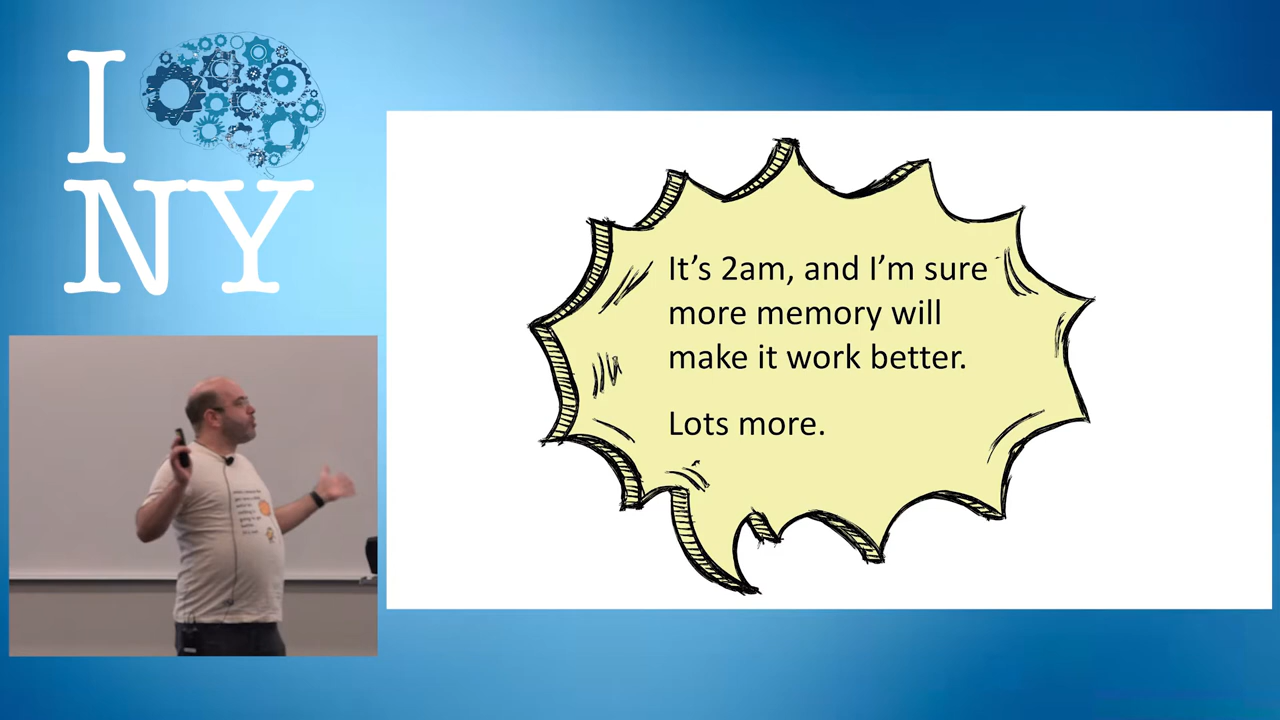 I
NY
It's 2am, and I'm sure
more memory will
make it work better.
Lots more.